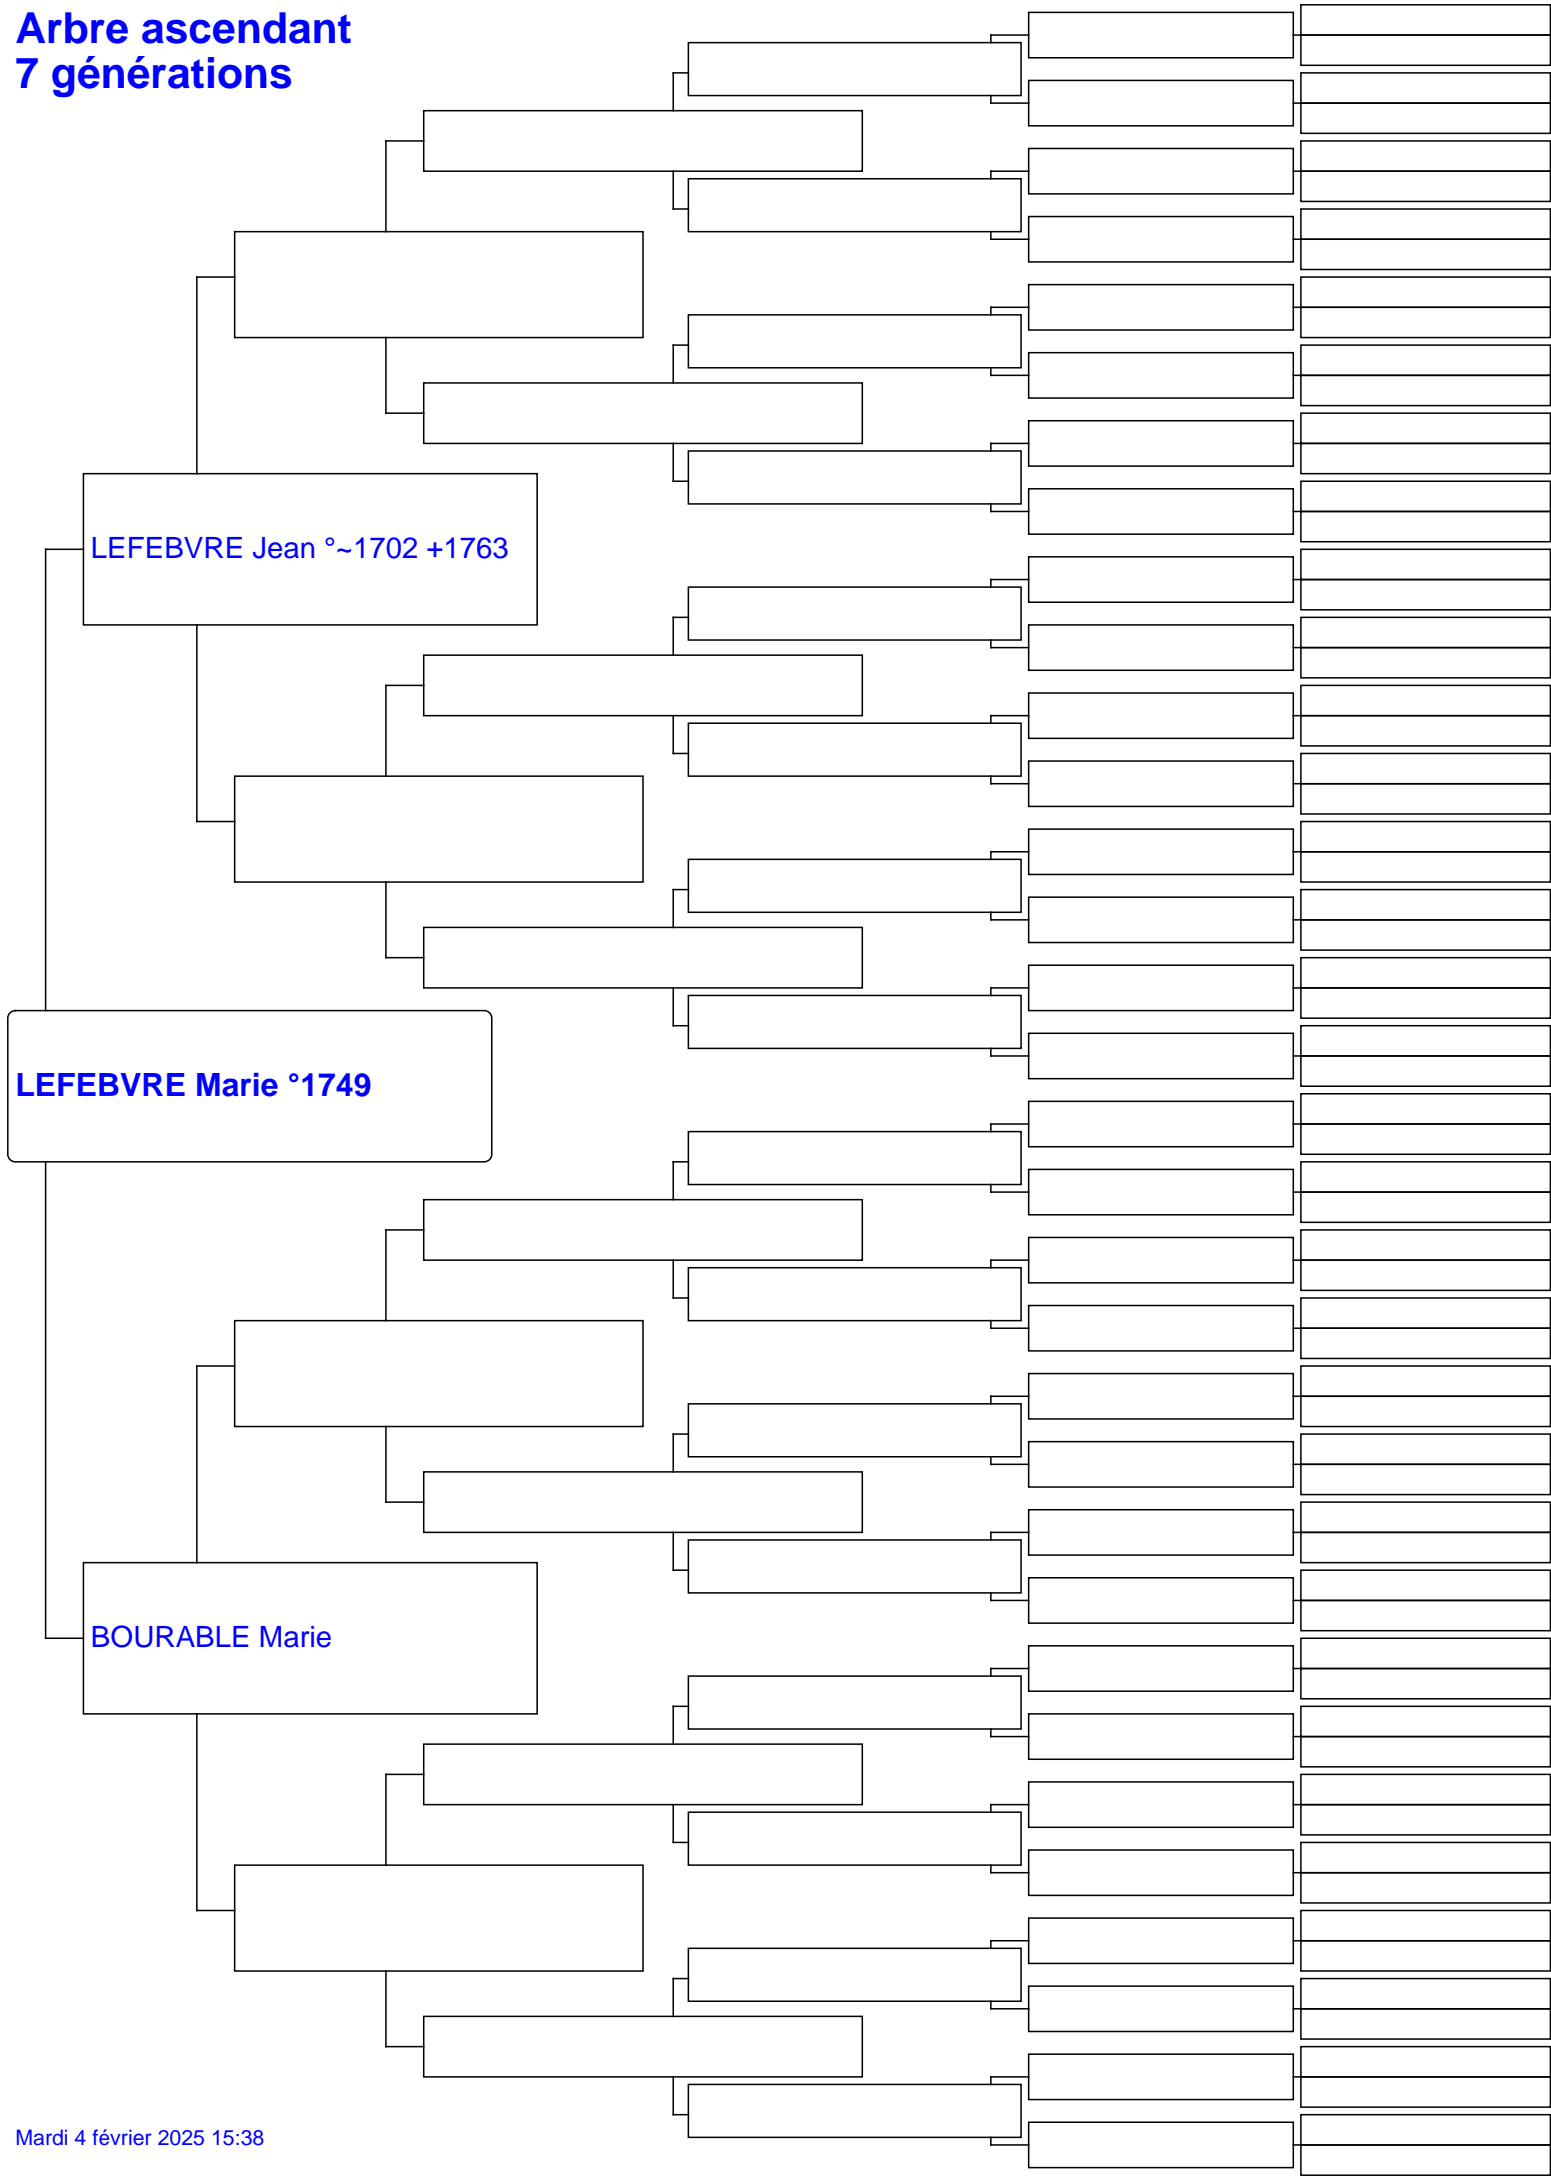 Arbre ascendant
7 générations
LEFEBVRE Jean °~1702 +1763
LEFEBVRE Marie °1749
BOURABLE Marie
Mardi 4 février 2025 15:38